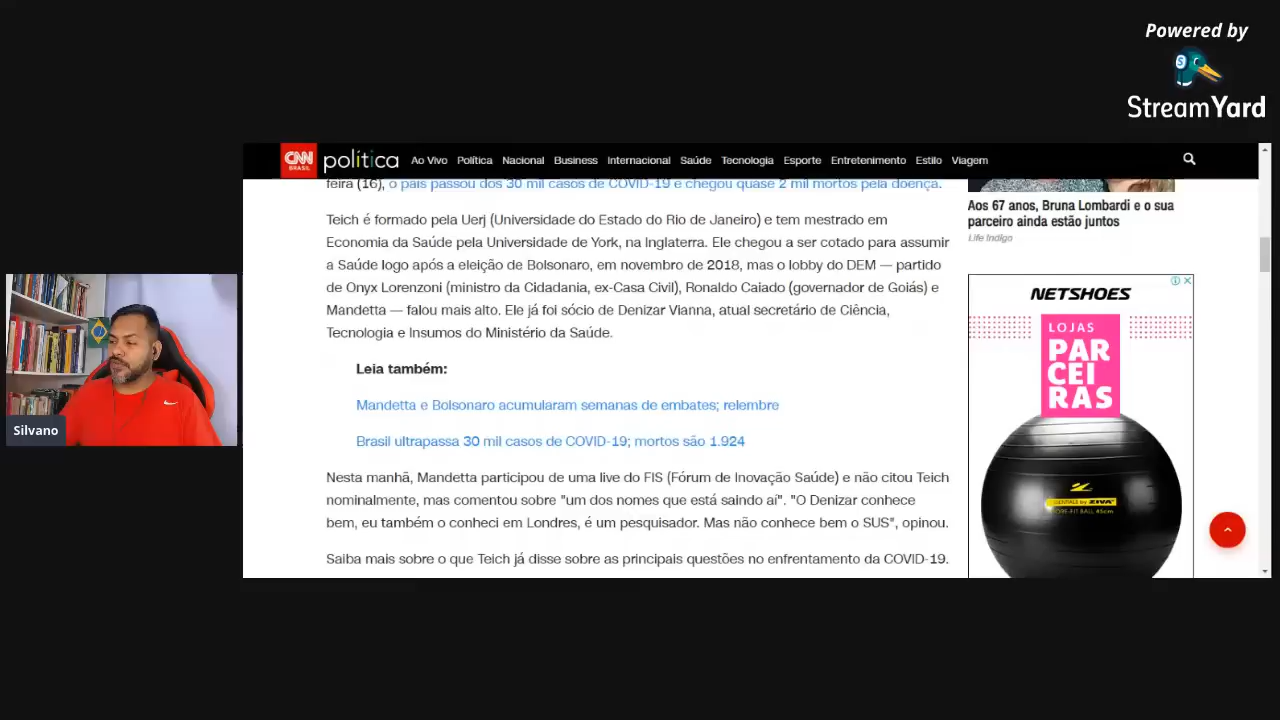 Powered by
StreamYard
CNN
BRASIL
política
Ao Vivo Política Nacional Business Internacional Saúde Tecnologia Esporte Entretenimento Estilo Viagem
feira (16), o país passou dos 30 mil casos de COVID-19 e chegou quase 2 mil mortos pela doença.
Teich é formado pela Uerj (Universidade do Estado do Rio de Janeiro) e tem mestrado em
Economia da Saúde pela Universidade de York, na Inglaterra. Ele chegou a ser cotado para assumir
a Saúde logo após a eleição de Bolsonaro, em novembro de 2018, mas o lobby do DEM — partido
de Onyx Lorenzoni (ministro da Cidadania, ex-Casa Civil), Ronaldo Caiado (governador de Goiás) e
Mandetta — falou mais alto. Ele já foi sócio de Denizar Vianna, atual secretário de Ciência,
Tecnologia e Insumos do Ministério da Saúde.
Leia também:
Mandetta e Bolsonaro acumularam semanas de embates; relembre
Brasil ultrapassa 30 mil casos de COVID-19; mortos são 1.924
Nesta manhã, Mandetta participou de uma live do FIS (Fórum de Inovação Saúde) e não citou Teich
nominalmente, mas comentou sobre "um dos nomes que está saindo aí". "O Denizar conhece
bem, eu também o conheci em Londres, é um pesquisador. Mas não conhece bem o SUS", opinou.
Saiba mais sobre o que Teich já disse sobre as principais questões no enfrentamento da COVID-19.
Aos 67 anos, Bruna Lombardi e o sua
parceiro ainda estão juntos
Life Indigo
NETSHOES
LOJAS
PAR
CEI
RAS
Silvano